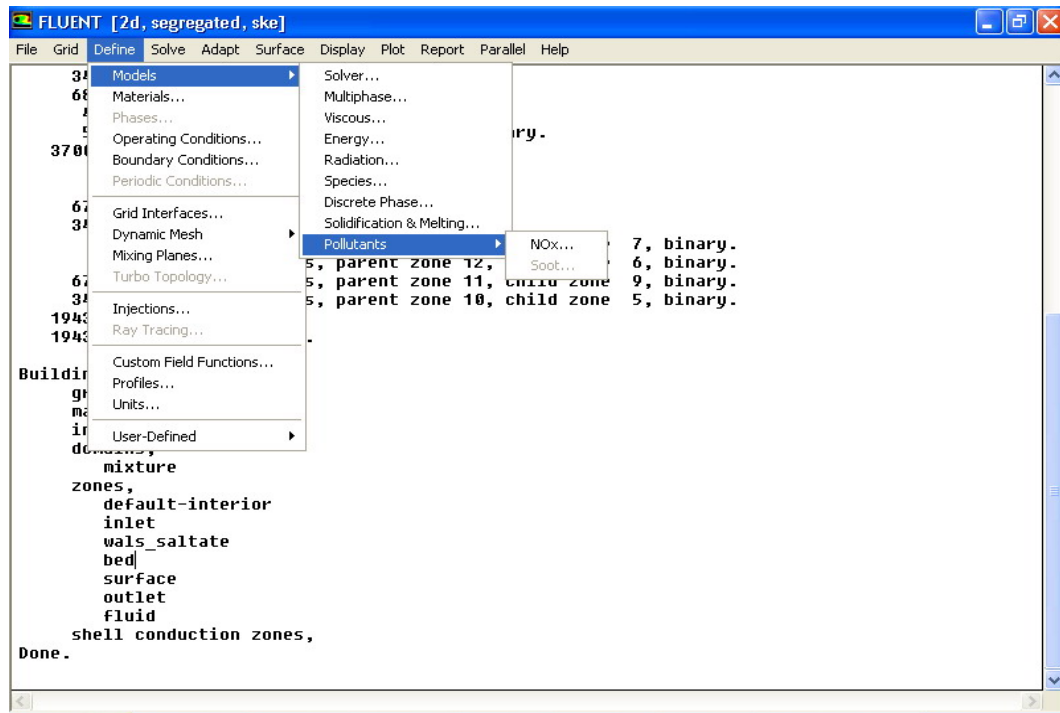 FLUENT [2d, segregated, ske]
File Grid Define Solve Adapt Surface Display Plot Report Parallel Help
Models
Materials...
Phases...
Operating Conditions...
Boundary Conditions...
Periodic Conditions...
Grid Interfaces...
Dynamic Mesh
Mixing Planes...
Turbo Topology...
Injections...
Ray Tracing...
Custom Field Functions...
Profiles...
Units...
User-Defined
Solver...
Multiphase...
Viscous...
Energy...
Radiation...
Species...
Discrete Phase...
Solidification & Melting...
Pollutants
NOx...
Soot...
7, binary.
parent zone 12, 6, binary.
parent zone 11, child zone 9, binary.
parent zone 10, child zone 5, binary.
mixture
zones,
default-interior
inlet
wals_saltate
bed
surface
outlet
fluid
shell conduction zones,
Done.